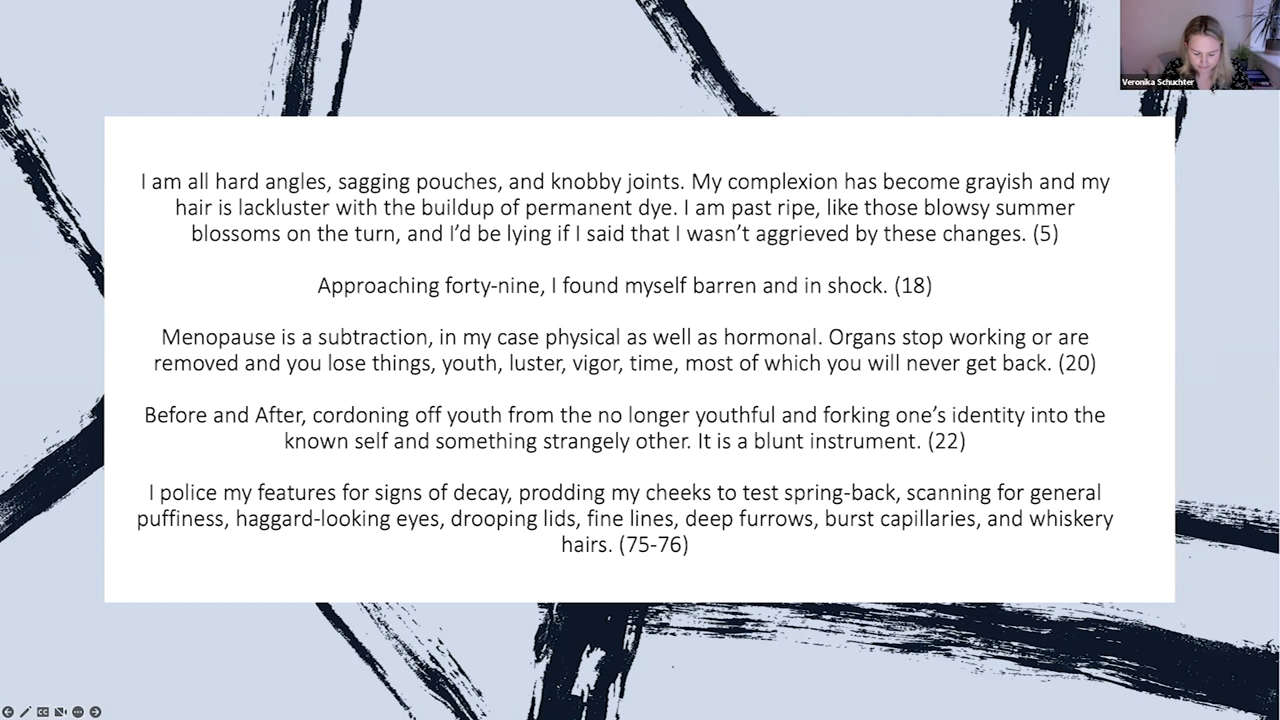 Veronika Schuchter
I am all hard angles, sagging pouches, and knobby joints. My complexion has become grayish and my
hair is lackluster with the buildup of permanent dye. I am past ripe, like those blowsy summer
blossoms on the turn, and I’d be lying if I said that I wasn’t aggrieved by these changes. (5)
Approaching forty-nine, I found myself barren and in shock. (18)
Menopause is a subtraction, in my case physical as well as hormonal. Organs stop working or are
removed and you lose things, youth, luster, vigor, time, most of which you will never get back. (20)
Before and After, cordoning off youth from the no longer youthful and forking one’s identity into the
known self and something strangely other. It is a blunt instrument. (22)
I police my features for signs of decay, prodding my cheeks to test spring-back, scanning for general
puffiness, haggard-looking eyes, drooping lids, fine lines, deep furrows, burst capillaries, and whiskery
hairs. (75-76)